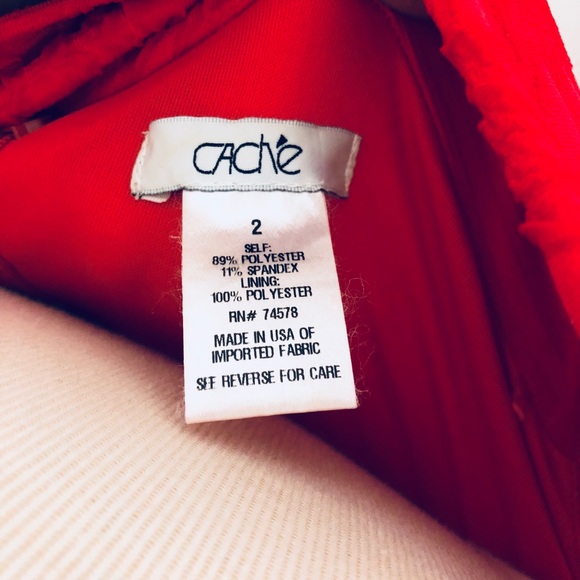 CAChé
2
SELF:
89% POLYESTER
11% SPANDEX
LINING:
100% POLYESTER
RN# 74578
MADE IN USA OF
IMPORTED FABRIC
SEE REVERSE FOR CARE